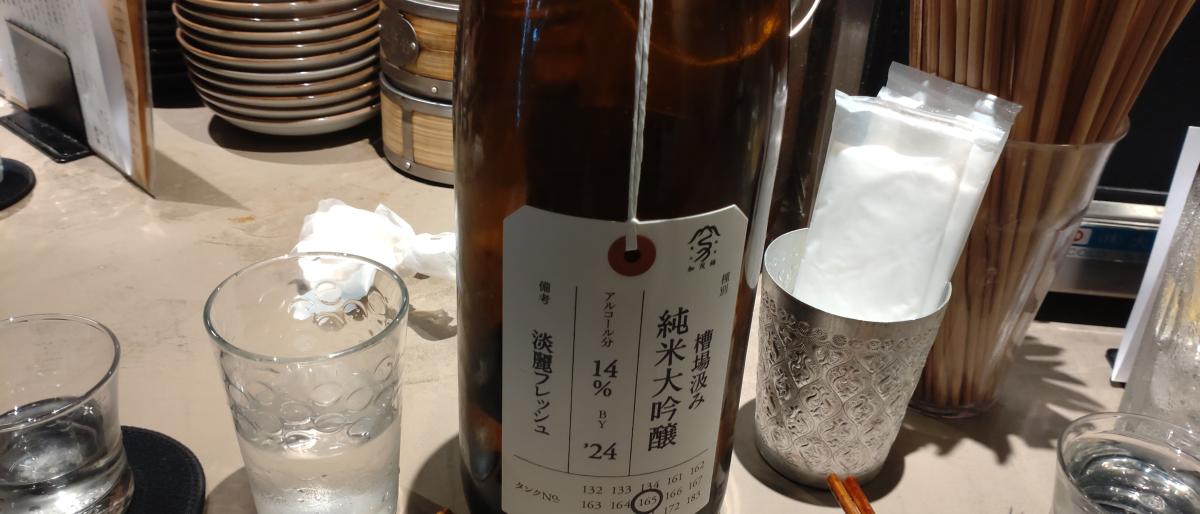 加茂錦
種別
槽場汲み
純米大吟醸
アルコール分
14
%
BY
'24
備考
淡麗フレッシュ
タンクNo.
132 133 134 161 162
163 164 165 166 167
172 183